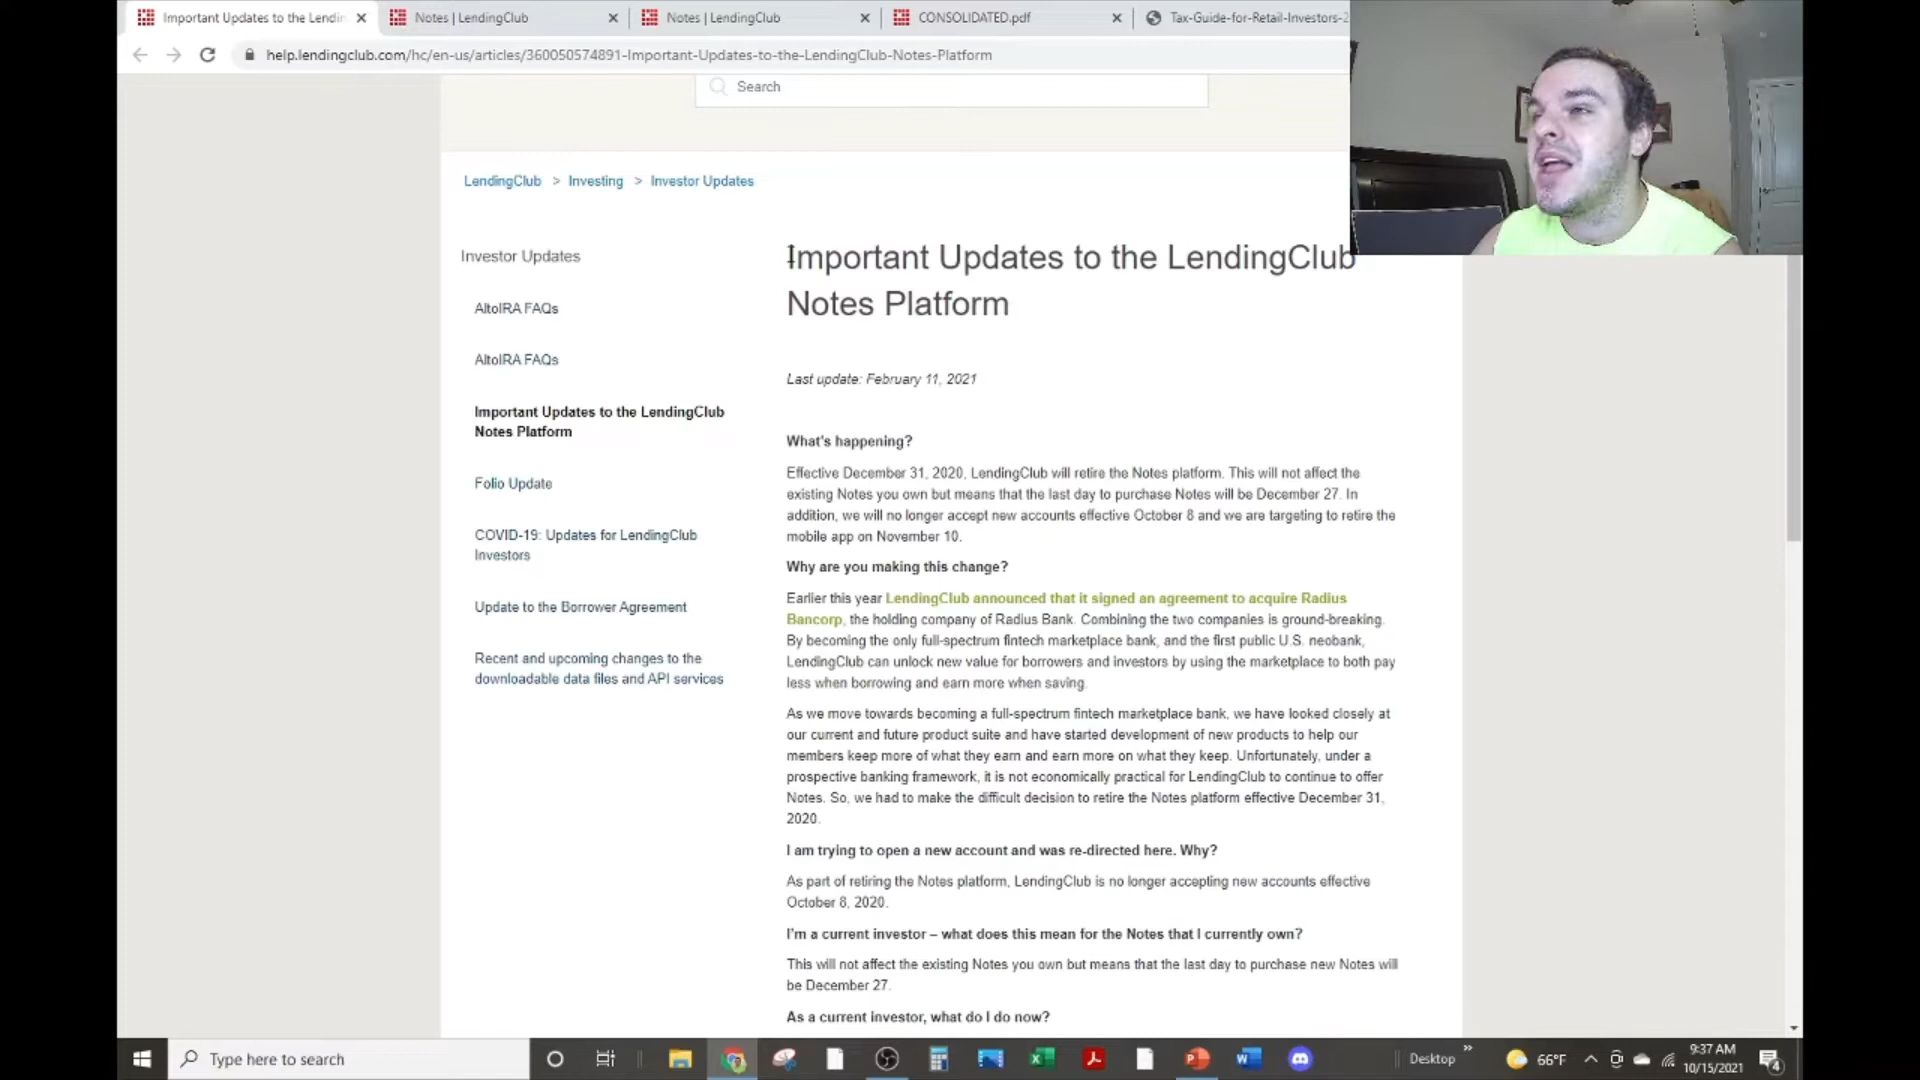 Important Updates to the Lendin
Notes | LendingClub
Notes | LendingClub
CONSOLIDATED.pdf
Tax-Guide-for-Retail-Investors-2
help.lendingclub.com/hc/en-us/articles/360050574891-Important-Updates-to-the-LendingClub-Notes-Platform
Search
LendingClub > Investing > Investor Updates
Investor Updates
AltoIRA FAQs
AltoIRA FAQs
Important Updates to the LendingClub
Notes Platform
Folio Update
COVID-19: Updates for LendingClub
Investors
Update to the Borrower Agreement
Recent and upcoming changes to the
downloadable data files and API services
Important Updates to the LendingClub
Notes Platform
Last update: February 11, 2021
What's happening?
Effective December 31, 2020, LendingClub will retire the Notes platform. This will not affect the
existing Notes you own but means that the last day to purchase Notes will be December 27. In
addition, we will no longer accept new accounts effective October 8 and we are targeting to retire the
mobile app on November 10.
Why are you making this change?
Earlier this year LendingClub announced that it signed an agreement to acquire Radius
Bancorp, the holding company of Radius Bank. Combining the two companies is ground-breaking.
By becoming the only full-spectrum fintech marketplace bank, and the first public U.S. neobank,
LendingClub can unlock new value for borrowers and investors by using the marketplace to both pay
less when borrowing and earn more when saving.
As we move towards becoming a full-spectrum fintech marketplace bank, we have looked closely at
our current and future product suite and have started development of new products to help our
members keep more of what they earn and earn more on what they keep. Unfortunately, under a
prospective banking framework, it is not economically practical for LendingClub to continue to offer
Notes. So, we had to make the difficult decision to retire the Notes platform effective December 31,
2020.
I am trying to open a new account and was re-directed here. Why?
As part of retiring the Notes platform, LendingClub is no longer accepting new accounts effective
October 8, 2020.
I'm a current investor – what does this mean for the Notes that I currently own?
This will not affect the existing Notes you own but means that the last day to purchase new Notes will
be December 27.
As a current investor, what do I do now?
Type here to search
Desktop
66°F
9:37 AM
10/15/2021
4